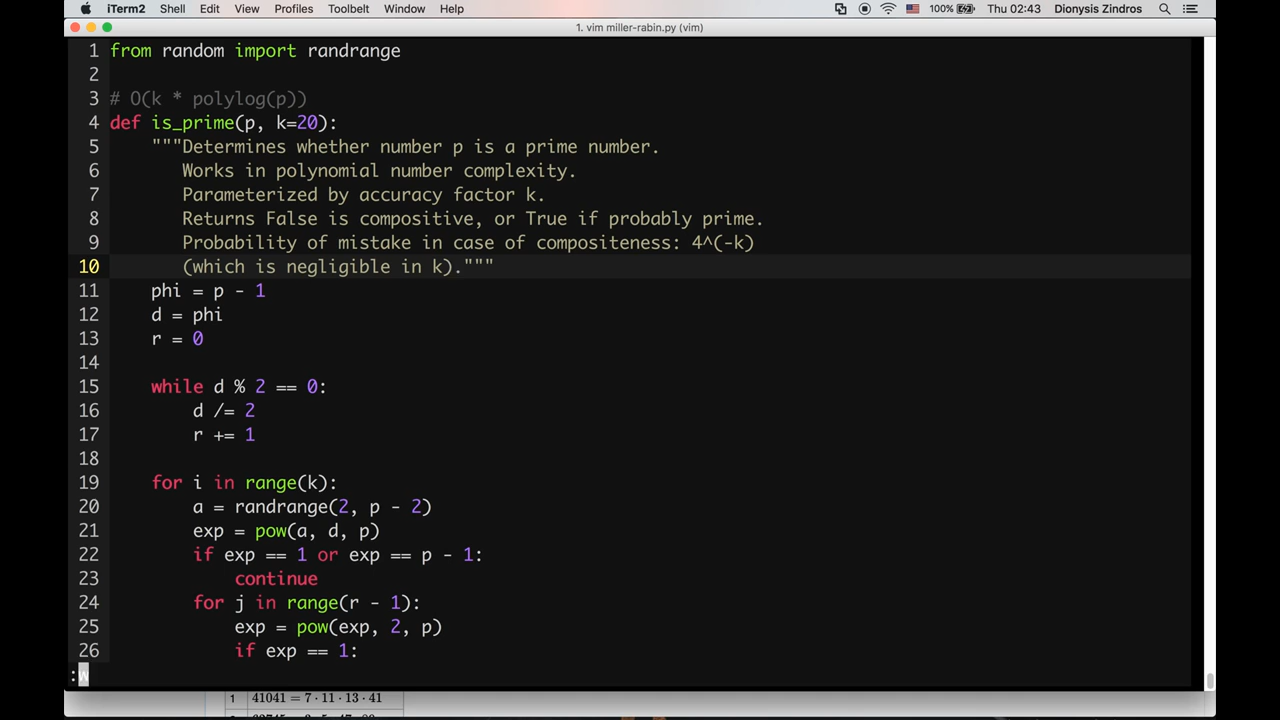 iTerm2 Shell Edit View Profiles Toolbelt Window Help 100% Thu 02:43 Dionysis Zindros
1. vim miller-rabin.py (vim)
1 from random import randrange
2
3 # O(k * polylog(p))
4 def is_prime(p, k=20):
5 """Determines whether number p is a prime number.
6 Works in polynomial number complexity.
7 Parameterized by accuracy factor k.
8 Returns False is compositive, or True if probably prime.
9 Probability of mistake in case of compositeness: 4^(-k)
10 (which is negligible in k)."""
11 phi = p - 1
12 d = phi
13 r = 0
14
15 while d % 2 == 0:
16 d /= 2
17 r += 1
18
19 for i in range(k):
20 a = randrange(2, p - 2)
21 exp = pow(a, d, p)
22 if exp == 1 or exp == p - 1:
23 continue
24 for j in range(r - 1):
25 exp = pow(exp, 2, p)
26 if exp == 1:
:w
1 41041 = 7 · 11 · 13 · 41